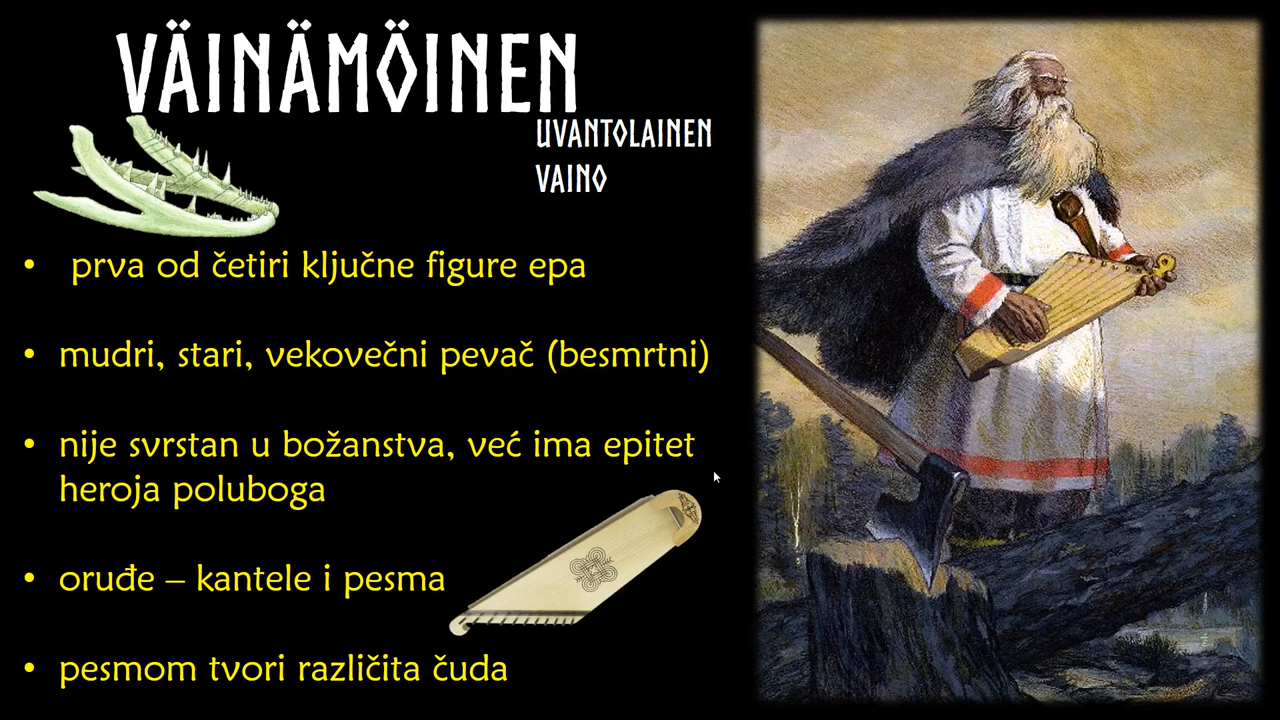 VÄINÄMÖINEN
UVANTOLAINEN
VAINO
• prva od četiri ključne figure epa
• mudri, stari, vekovečni pevač (besmrtni)
• nije svrstan u božanstva, već ima epitet
heroja poluboga
• oruđe – kantele i pesma
• pesmom tvori različita čuda